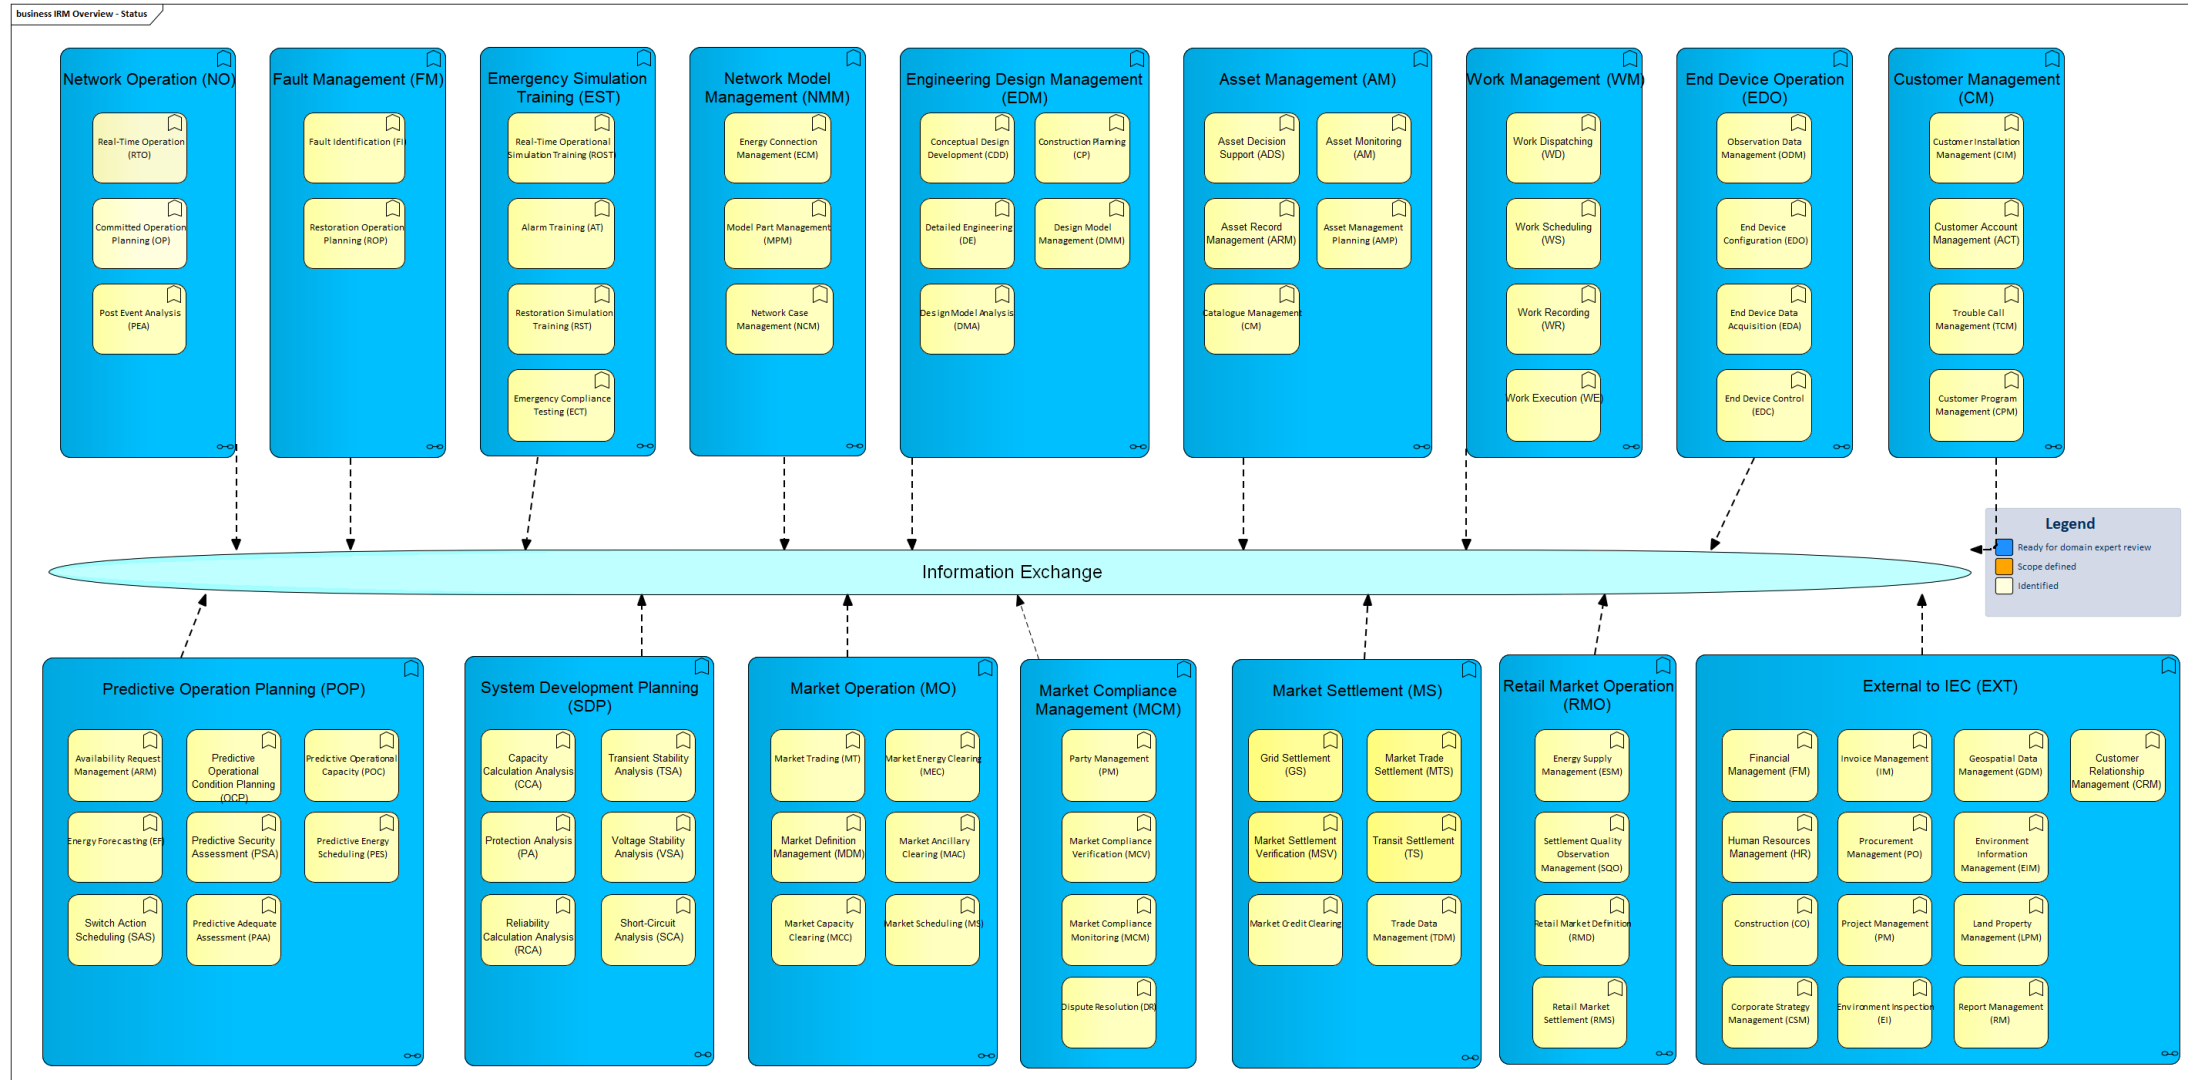 business IRM Overview - Status
Network Operation (NO)
Real-Time Operation
(RTO)
Committed Operation
Planning (OP)
Post Event Analysis
(PEA)
Fault Management (FM)
Fault Identification (FI)
Restoration Operation
Planning (ROP)
Emergency Simulation
Training (EST)
Real-Time Operational
Simulation Training (ROST)
Alarm Training (AT)
Restoration Simulation
Training (RST)
Emergency Compliance
Testing (ECT)
Network Model
Management (NMM)
Energy Connection
Management (ECM)
Model Part Management
(MPM)
Network Case
Management (NCM)
Engineering Design Management
(EDM)
Conceptual Design
Development (CDD)
Construction Planning
(CP)
Detailed Engineering
(DE)
Design Model
Management (DMM)
Design Model Analysis
(DMA)
Asset Management (AM)
Asset Decision
Support (ADS)
Asset Monitoring
(AM)
Asset Record
Management (ARM)
Asset Management
Planning (AMP)
Catalogue Management
(CM)
Work Management (WM)
Work Dispatching
(WD)
Work Scheduling
(WS)
Work Recording
(WR)
Work Execution (WE)
End Device Operation
(EDO)
Observation Data
Management (ODM)
End Device
Configuration (EDO)
End Device Data
Acquisition (EDA)
End Device Control
(EDC)
Customer Management
(CM)
Customer Installation
Management (CIM)
Customer Account
Management (ACT)
Trouble Call
Management (TCM)
Customer Program
Management (CPM)
Legend
Ready for domain expert review
Scope defined
Identified
Information Exchange
Predictive Operation Planning (POP)
Availability Request
Management (ARM)
Predictive
Operational
Condition Planning
(OCP)
Predictive Operational
Capacity (POC)
Energy Forecasting (EF)
Predictive Security
Assessment (PSA)
Predictive Energy
Scheduling (PES)
Switch Action
Scheduling (SAS)
Predictive Adequate
Assessment (PAA)
System Development Planning
(SDP)
Capacity
Calculation Analysis
(CCA)
Transient Stability
Analysis (TSA)
Protection Analysis
(PA)
Voltage Stability
Analysis (VSA)
Reliability
Calculation Analysis
(RCA)
Short-Circuit
Analysis (SCA)
Market Operation (MO)
Market Trading (MT)
Market Energy Clearing
(MEC)
Market Definition
Management (MDM)
Market Ancillary
Clearing (MAC)
Market Capacity
Clearing (MCC)
Market Scheduling (MS)
Market Compliance
Management (MCM)
Party Management
(PM)
Market Compliance
Verification (MCV)
Market Compliance
Monitoring (MCM)
Dispute Resolution (DR)
Market Settlement (MS)
Grid Settlement
(GS)
Market Trade
Settlement (MTS)
Market Settlement
Verification (MSV)
Transit Settlement
(TS)
Market Credit Clearing
Trade Data
Management (TDM)
Retail Market Operation
(RMO)
Energy Supply
Management (ESM)
Settlement Quality
Observation
Management (SQO)
Retail Market Definition
(RMD)
Retail Market
Settlement (RMS)
External to IEC (EXT)
Financial
Management (FM)
Invoice Management
(IM)
Geospatial Data
Management (GDM)
Customer
Relationship
Management (CRM)
Human Resources
Management (HR)
Procurement
Management (PO)
Environment
Information
Management (EIM)
Construction (CO)
Project Management
(PM)
Land Property
Management (LPM)
Corporate Strategy
Management (CSM)
Environment Inspection
(EI)
Report Management
(RM)